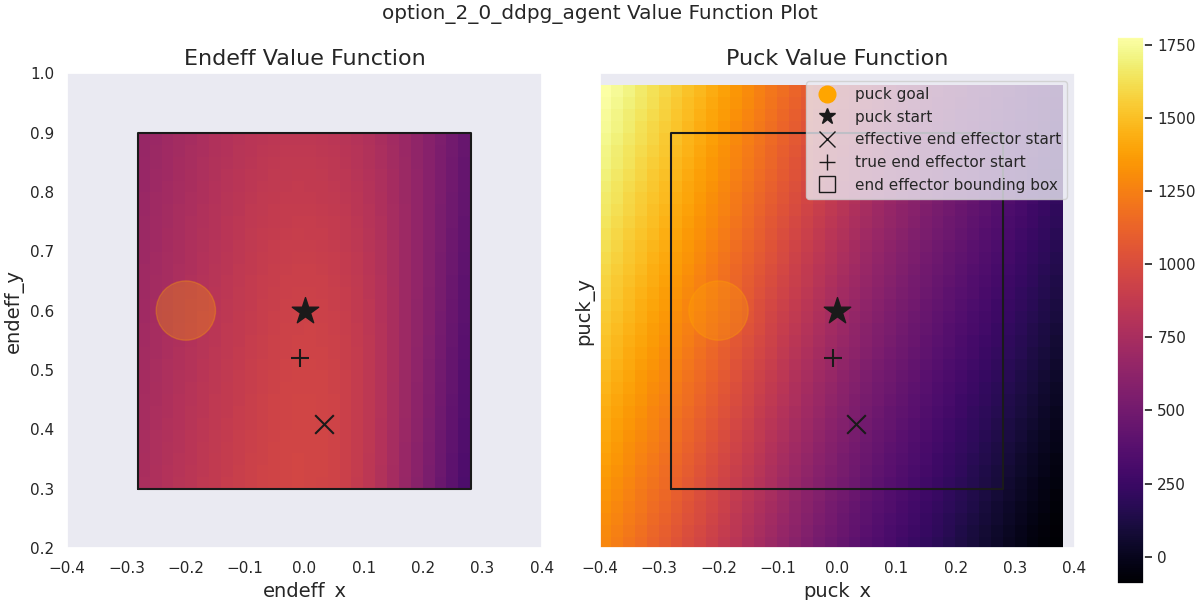 option_2_0_ddpg_agent Value Function Plot
Endeff Value Function
1.0
0.9
0.8
0.7
0.6
0.5
0.4
0.3
0.2
endeff_y
−0.4 −0.3 −0.2 −0.1 0.0 0.1 0.2 0.3 0.4
endeff_x
Puck Value Function
puck goal
puck start
effective end effector start
true end effector start
end effector bounding box
puck_y
−0.4 −0.3 −0.2 −0.1 0.0 0.1 0.2 0.3 0.4
puck_x
1750
1500
1250
1000
750
500
250
0